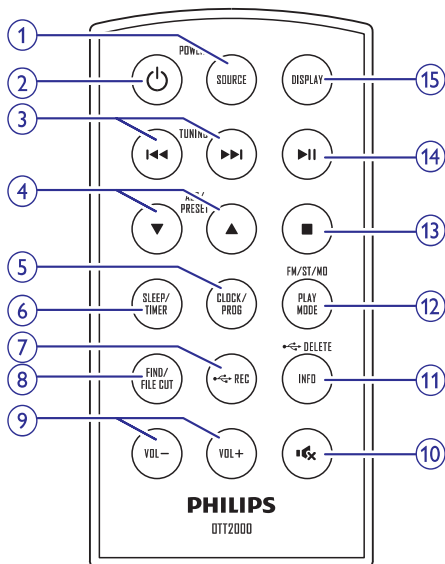 1
POWER
2
SOURCE
DISPLAY
15
3
TUNING
14
4
PRESET
13
5
FM/ST/MO
SLEEP/
TIMER
CLOCK/
PROG
PLAY
MODE
6
12
7
DELETE
8
FIND/
FILE CUT
REC
INFO
11
9
VOL-
VOL+
10
PHILIPS
OTT2000